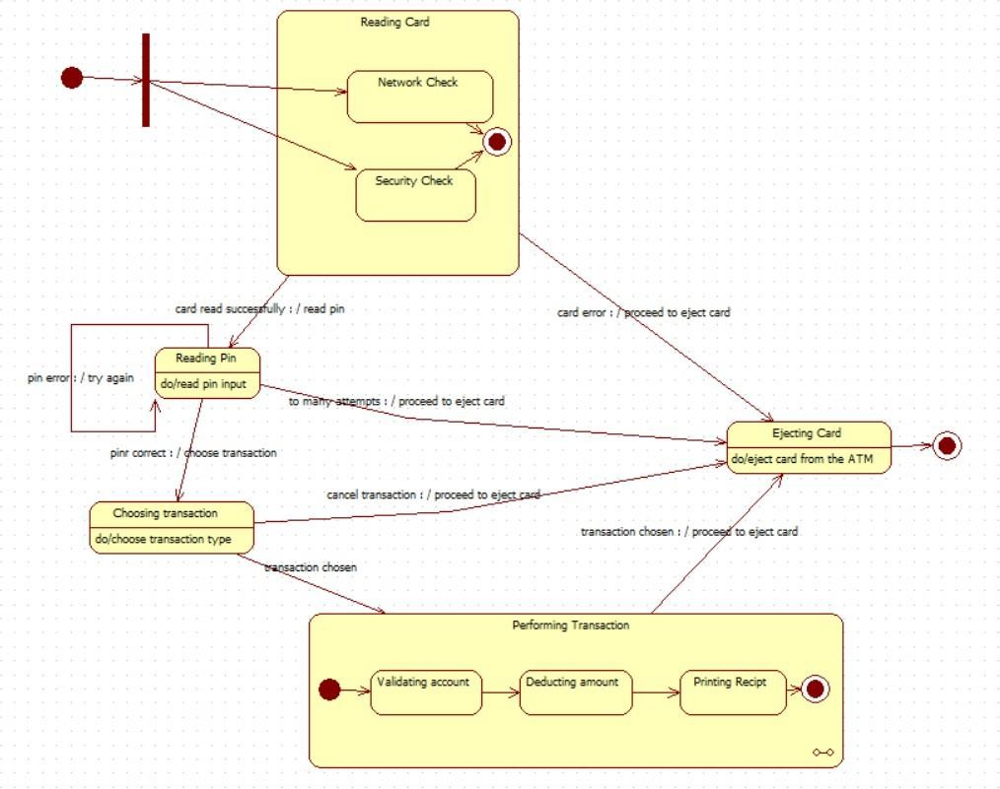 Reading Card
Network Check
Security Check
card read successfully : / read pin
card error : / proceed to eject card
Reading Pin
pin error : / try again
do/read pin input
to many attempts : / proceed to eject card
Ejecting Card
pinr correct : / choose transaction
do/eject card from the ATM
cancel transaction : / proceed to eject card
Choosing transaction
do/choose transaction type
transaction chosen : / proceed to eject card
transaction chosen
Performing Transaction
Validating account
Deducting amount
Printing Recipt